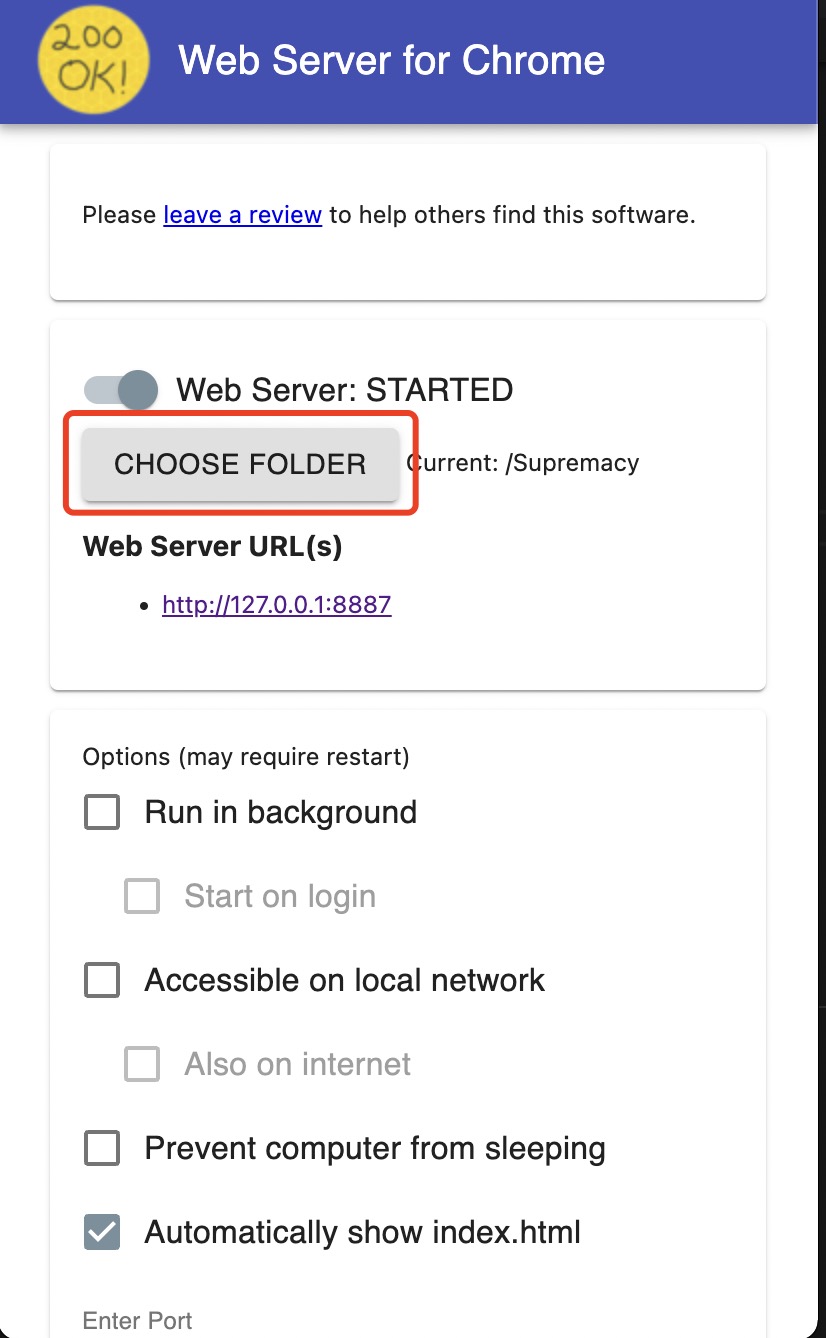 200
OK!
Web Server for Chrome
Please leave a review to help others find this software.
Web Server: STARTED
CHOOSE FOLDER Current: /Supremacy
Web Server URL(s)
http://127.0.0.1:8887
Options (may require restart)
Run in background
Start on login
Accessible on local network
Also on internet
Prevent computer from sleeping
Automatically show index.html
Enter Port